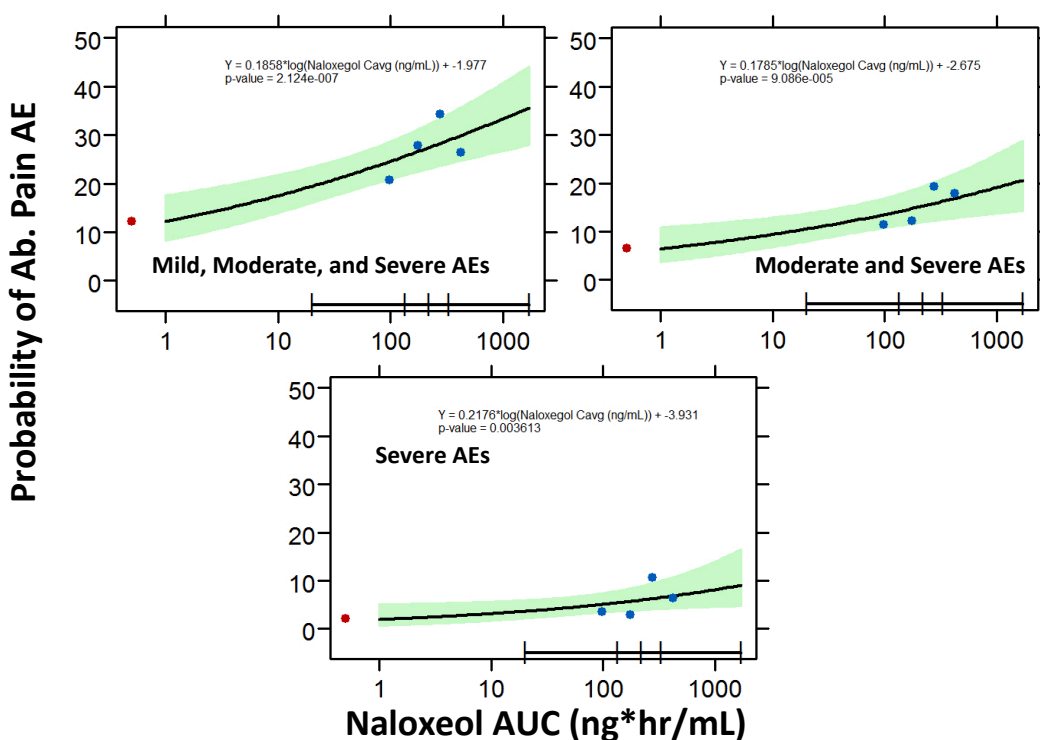 Probability of Ab. Pain AE
50
40
30
20
10
0
Y = 0.1858*log(Naloxegol Cavg (ng/mL)) + -1.977
p-value = 2.124e-007
Mild, Moderate, and Severe AEs
1
10
100
1000
50
40
30
20
10
0
Y = 0.1785*log(Naloxegol Cavg (ng/mL)) + -2.675
p-value = 9.086e-005
Moderate and Severe AEs
1
10
100
1000
50
40
30
20
10
0
Y = 0.2176*log(Naloxegol Cavg (ng/mL)) + -3.931
p-value = 0.003613
Severe AEs
1
10
100
1000
Naloxeol AUC (ng*hr/mL)